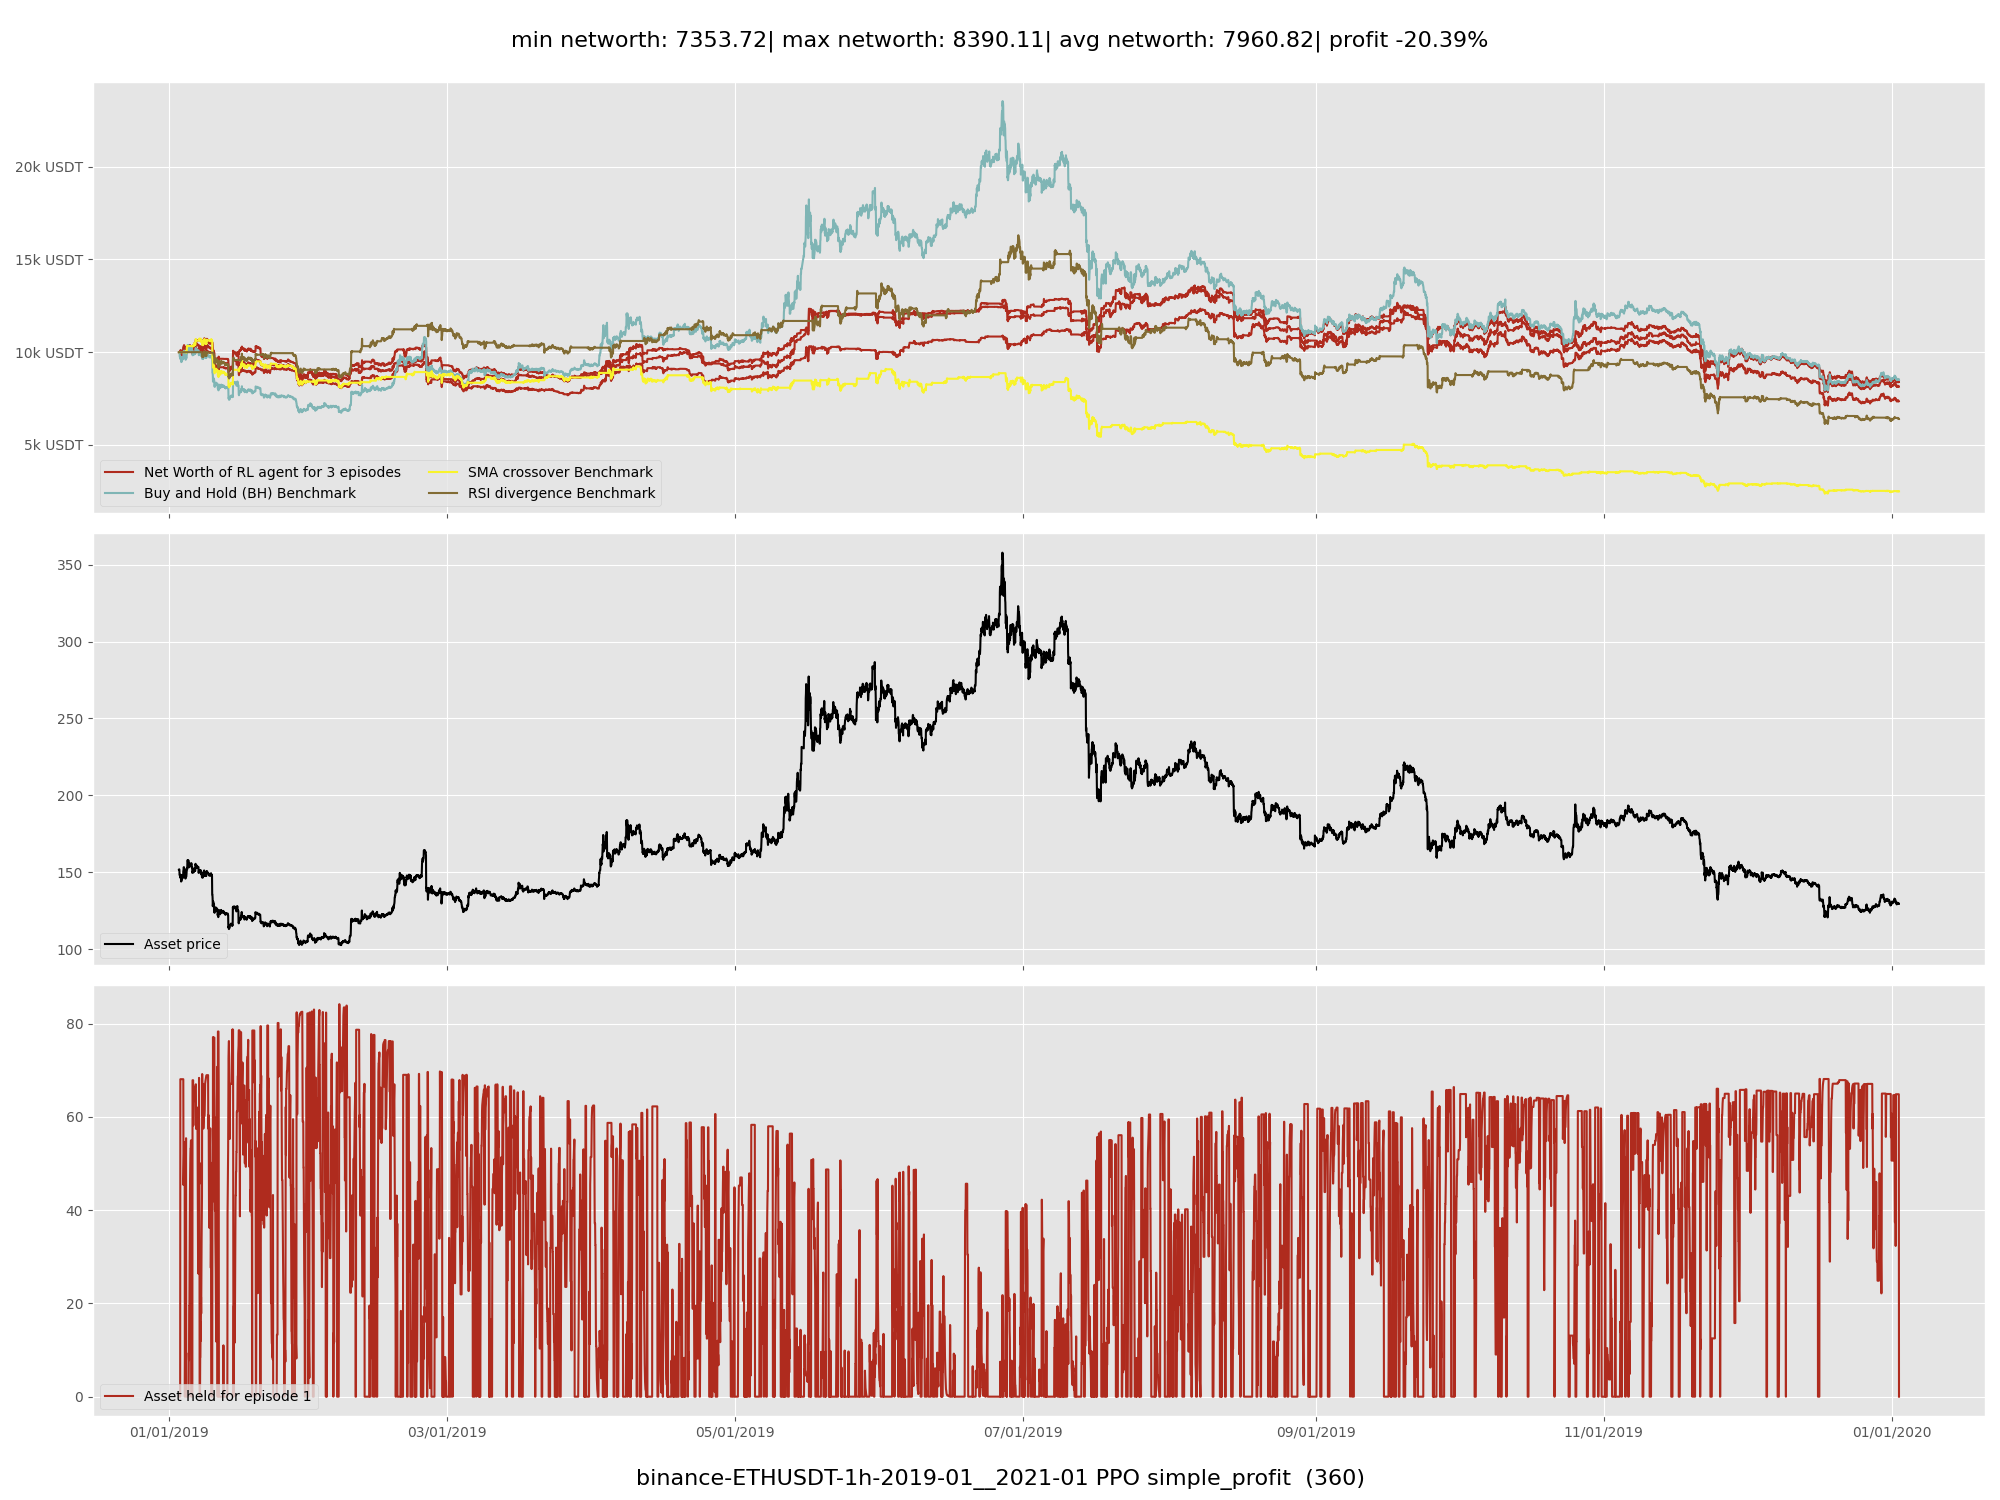 min networth: 7353.72| max networth: 8390.11| avg networth: 7960.82| profit -20.39%
20k USDT
15k USDT
10k USDT
5k USDT
Net Worth of RL agent for 3 episodes
Buy and Hold (BH) Benchmark
SMA crossover Benchmark
RSI divergence Benchmark
350
300
250
200
150
100
Asset price
80
60
40
20
0
Asset held for episode 1
01/01/2019 03/01/2019 05/01/2019 07/01/2019 09/01/2019 11/01/2019 01/01/2020
binance-ETHUSDT-1h-2019-01__2021-01 PPO simple_profit (360)